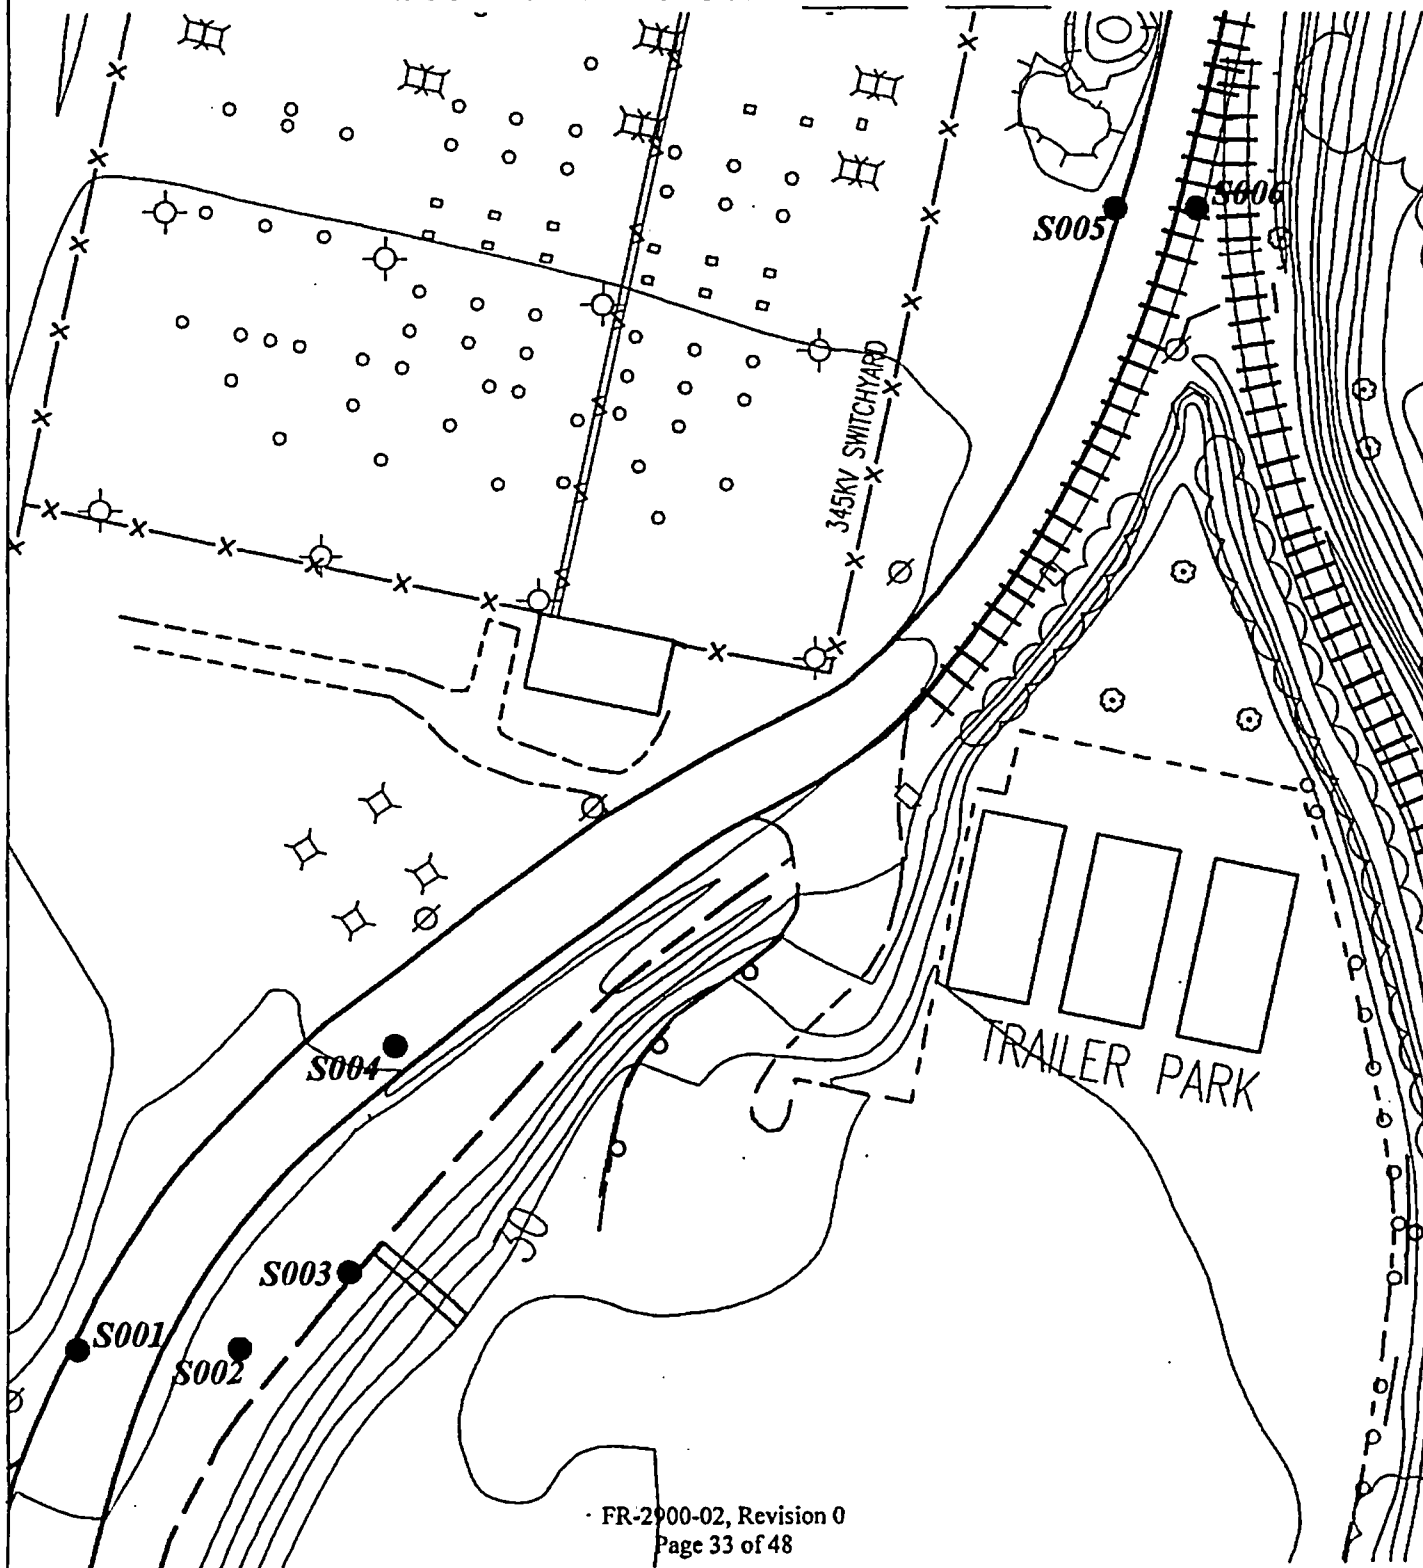 S006
S005
345KV SWITCHYARD
TRAILER PARK
S004
30
S003
S001
S002
FR-2900-02, Revision 0
Page 33 of 48